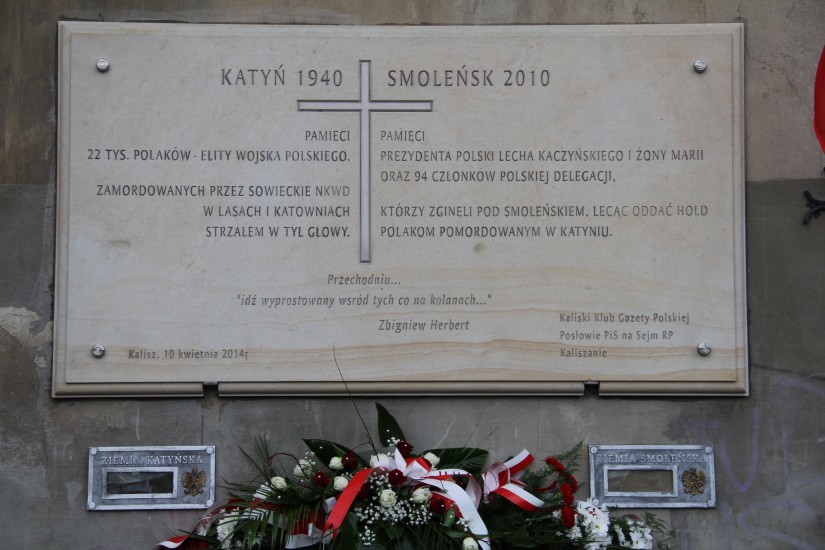 KATYŃ 1940
PAMIĘCI
22 TYS. POLAKÓW - ELITY WOJSKA POLSKIEGO,
ZAMORDOWANYCH PRZEZ SOWIECKIE NKWD
W LASACH I KATOWNIACH
STRZAŁEM W TYŁ GŁOWY.
SMOLEŃSK 2010
PAMIĘCI
PREZYDENTA POLSKI LECHA KACZYŃSKIEGO I ŻONY MARII
ORAZ 94 CZŁONKÓW POLSKIEJ DELEGACJI,
KTÓRZY ZGINĘLI POD SMOLEŃSKIEM, LECĄC ODDAĆ HOŁD
POLAKOM POMORDOWANYM W KATYNIU.
Przechodniu...
"idź wyprostowany wśród tych co na kolanach..."
Zbigniew Herbert
Kalisz, 10 kwietnia 2014r
Kaliski Klub Gazety Polskiej
Posłowie PiS na Sejm RP
Kaliszanie
ZIEMIA KATYŃSKA
ZIEMIA SMOLEŃSKA